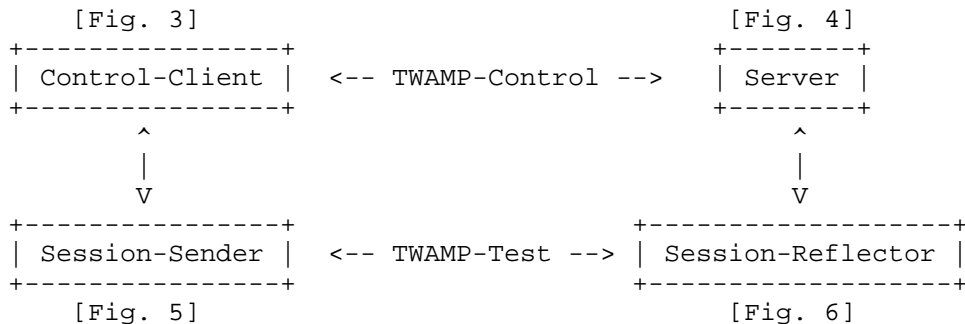 [Fig. 3]                                [Fig. 4]
+----------------+                      +--------+
| Control-Client |  <-- TWAMP-Control -->  | Server |
+----------------+                      +--------+
^                                       ^
|                                       |
V                                       V
+----------------+                 +-------------------+
| Session-Sender |  <-- TWAMP-Test --> | Session-Reflector |
+----------------+                 +-------------------+
[Fig. 5]                                [Fig. 6]